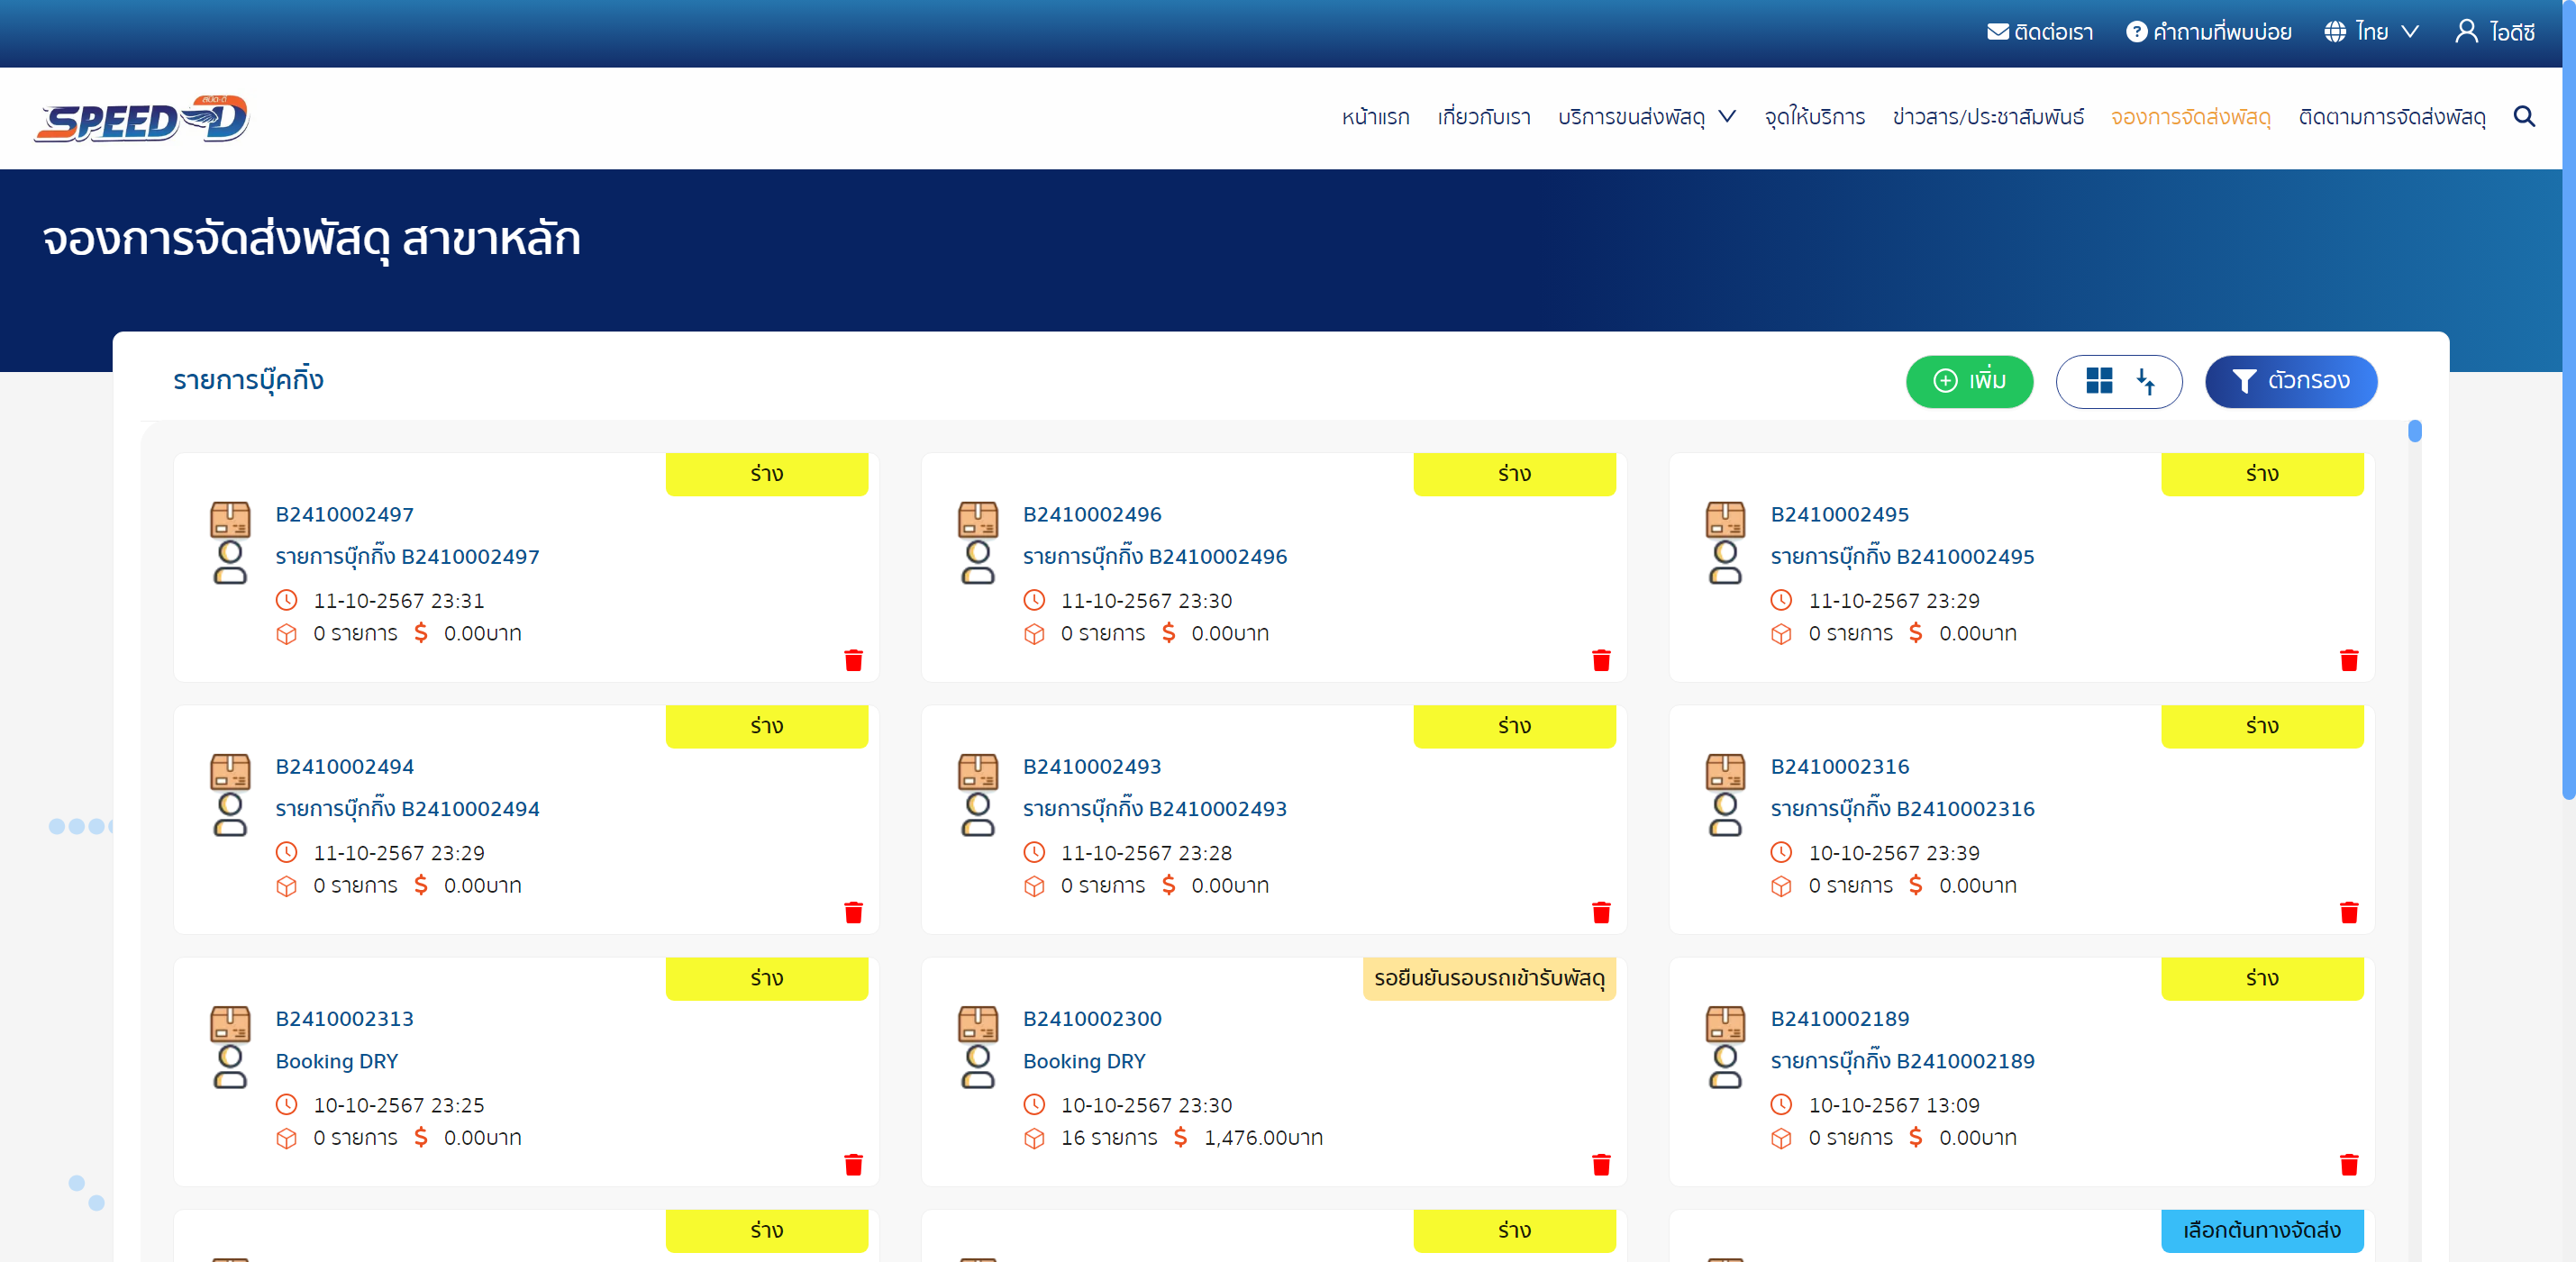 ติดต่อเรา คำถามที่พบบ่อย ไทย ไอดีซี
SPEED-D สปีด-ดี
หน้าแรก เกี่ยวกับเรา บริการขนส่งพัสดุ จุดให้บริการ ข่าวสาร/ประชาสัมพันธ์ จองการจัดส่งพัสดุ ติดตามการจัดส่งพัสดุ
จองการจัดส่งพัสดุ สาขาหลัก
รายการบุ๊คกิ่ง เพิ่ม ตัวกรอง
ร่าง
B2410002497
รายการบุ๊กกิ๊ง B2410002497
11-10-2567 23:31
0 รายการ $ 0.00บาท
ร่าง
B2410002496
รายการบุ๊กกิ๊ง B2410002496
11-10-2567 23:30
0 รายการ $ 0.00บาท
ร่าง
B2410002495
รายการบุ๊กกิ๊ง B2410002495
11-10-2567 23:29
0 รายการ $ 0.00บาท
ร่าง
B2410002494
รายการบุ๊กกิ๊ง B2410002494
11-10-2567 23:29
0 รายการ $ 0.00บาท
ร่าง
B2410002493
รายการบุ๊กกิ๊ง B2410002493
11-10-2567 23:28
0 รายการ $ 0.00บาท
ร่าง
B2410002316
รายการบุ๊กกิ๊ง B2410002316
10-10-2567 23:39
0 รายการ $ 0.00บาท
ร่าง
B2410002313
Booking DRY
10-10-2567 23:25
0 รายการ $ 0.00บาท
รอยืนยันรอบรถเข้ารับพัสดุ
B2410002300
Booking DRY
10-10-2567 23:30
16 รายการ $ 1,476.00บาท
ร่าง
B2410002189
รายการบุ๊กกิ๊ง B2410002189
10-10-2567 13:09
0 รายการ $ 0.00บาท
ร่าง
ร่าง
เลือกต้นทางจัดส่ง